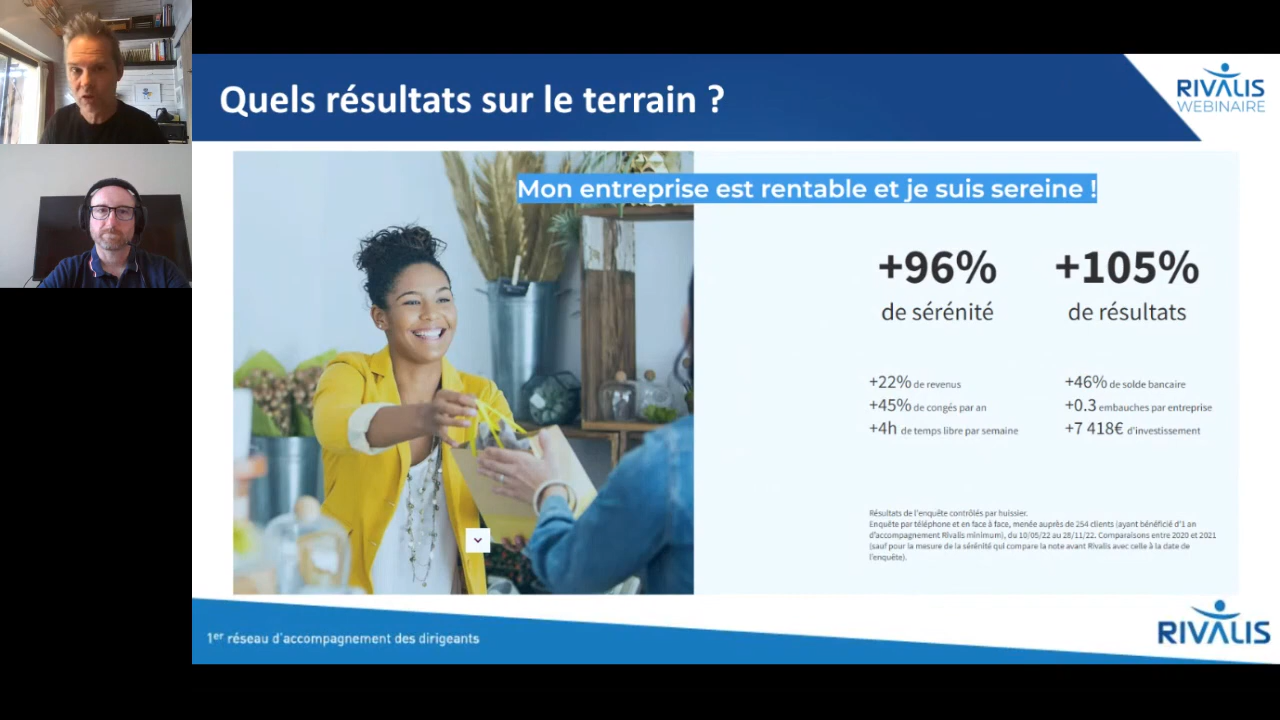 Quels résultats sur le terrain ?
RIVALIS
WEBINAIRE
Mon entreprise est rentable et je suis sereine !
+96%
de sérénité
+105%
de résultats
+22% de revenus
+45% de congés par an
+4h de temps libre par semaine
+46% de solde bancaire
+0.3 embauches par entreprise
+7 418€ d'investissement
Résultats de l'enquête contrôlés par huissier.
Enquête par téléphone et en face à face, menée auprès de 254 clients (ayant bénéficié d'1 an
d'accompagnement Rivalis minimum), du 10/05/22 au 28/11/22. Comparaisons entre 2020 et 2021
(sauf pour la mesure de la sérénité qui compare la note avant Rivalis avec celle à la date de
l'enquête).
1er réseau d'accompagnement des dirigeants
RIVALIS